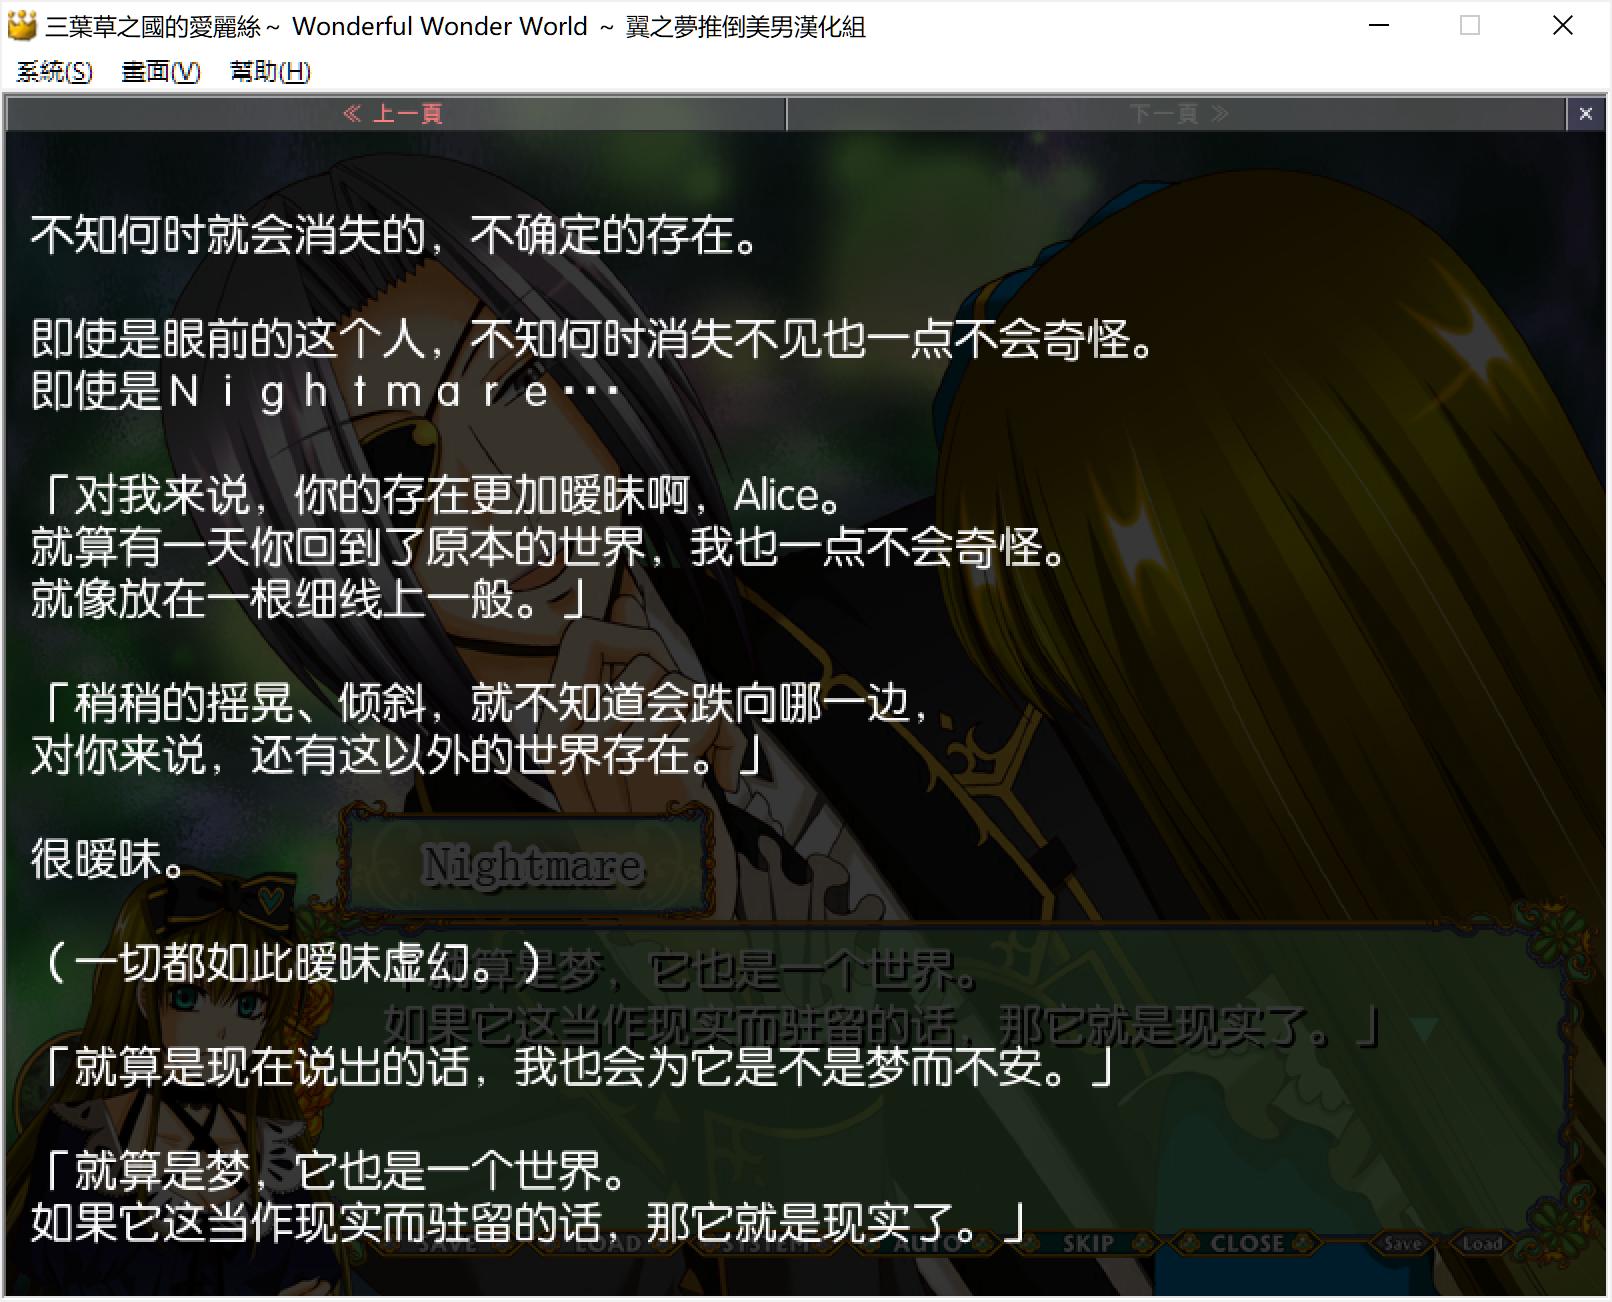 三葉草之國的愛麗絲～ Wonderful Wonder World ～ 翼之夢推倒美男漢化組
系統(S) 畫面(V) 幫助(H)
≪ 上一頁 下一頁 ≫ ×
不知何时就会消失的，不确定的存在。
即使是眼前的这个人，不知何时消失不见也一点不会奇怪。
即使是Ｎｉｇｈｔｍａｒｅ···
「对我来说，你的存在更加暧昧啊，Alice。
就算有一天你回到了原本的世界，我也一点不会奇怪。
就像放在一根细线上一般。」
「稍稍的摇晃、倾斜，就不知道会跌向哪一边，
对你来说，还有这以外的世界存在。」
Nightmare
很暧昧。
（一切都如此暧昧虚幻。）
就算是梦，它也是一个世界。
如果它这当作现实而驻留的话，那它就是现实了。」
「就算是现在说出的话，我也会为它是不是梦而不安。」
「就算是梦，它也是一个世界。
如果它这当作现实而驻留的话，那它就是现实了。」
SAVE LOAD SYSTEM AUTO SKIP CLOSE Save Load